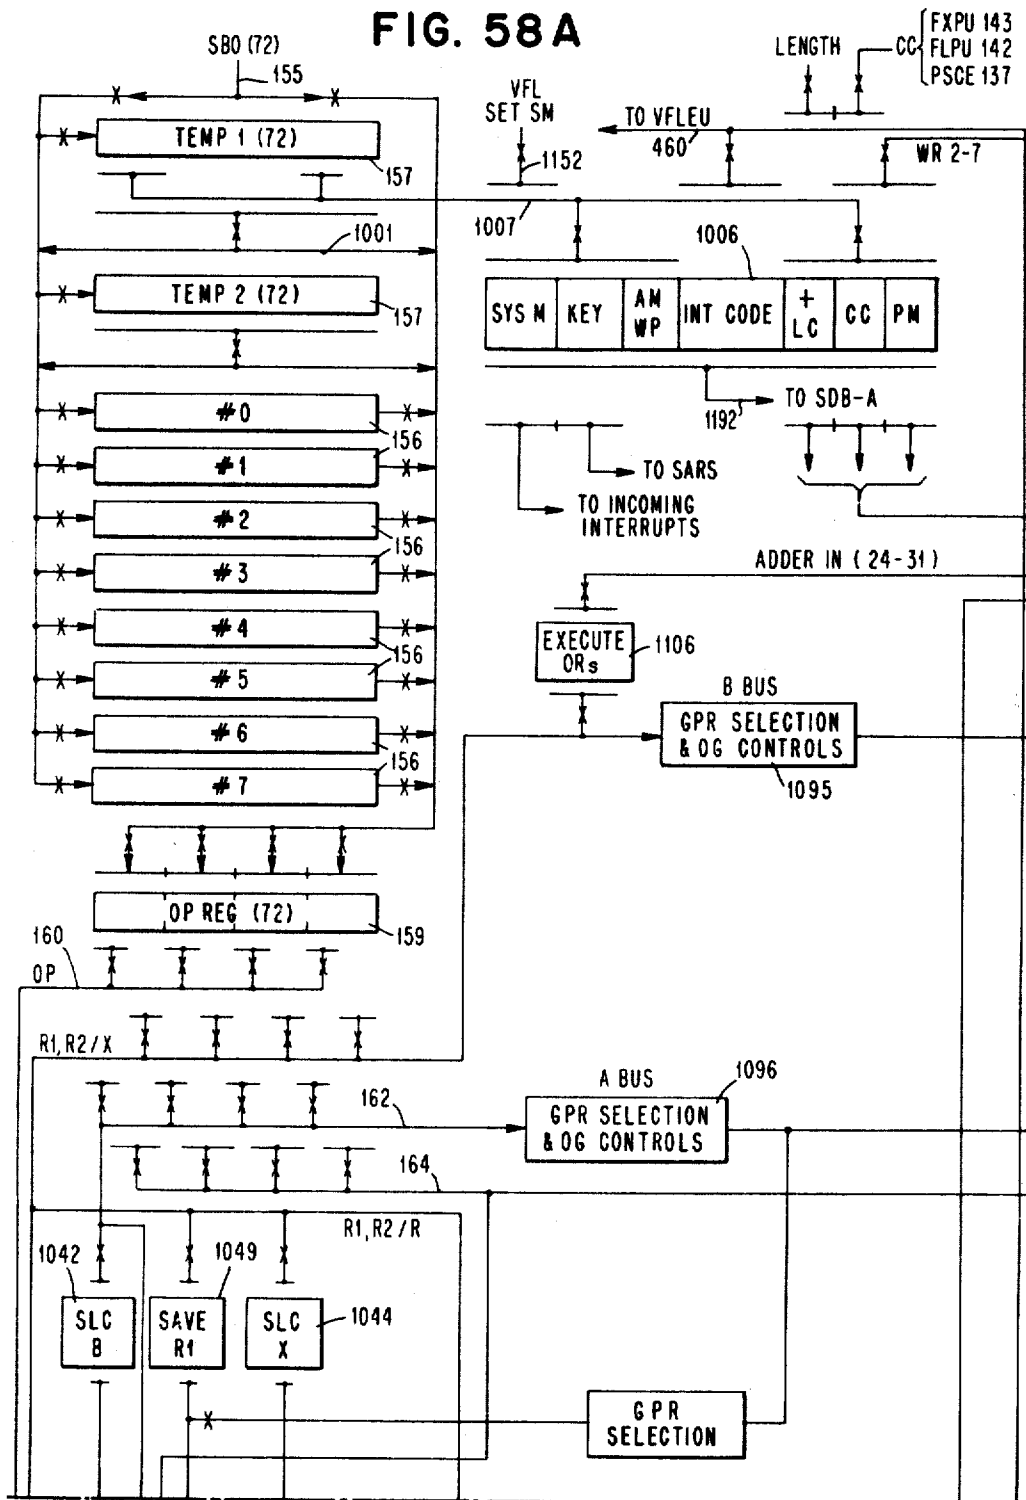 FIG. 58A
SBO (72)
155
LENGTH
CC
FXPU 143
FLPU 142
PSCE 137
VFL
SET SM
1152
TO VFLEU
460
WR 2-7
TEMP 1 (72)
157
1001
1007
1006
TEMP 2 (72)
157
SYS M
KEY
AM
WP
INT CODE
+
LC
CC
PM
TO SDB-A
1192
TO SARS
TO INCOMING
INTERRUPTS
#0
156
#1
156
#2
156
#3
156
#4
156
#5
156
#6
156
#7
156
ADDER IN (24-31)
EXECUTE
ORs
1106
B BUS
GPR SELECTION
& OG CONTROLS
1095
OP REG (72)
159
160
OP
R1, R2/X
A BUS
1096
GPR SELECTION
& OG CONTROLS
162
164
R1, R2/R
1042
SLC
B
1049
SAVE
R1
1044
SLC
X
GPR
SELECTION